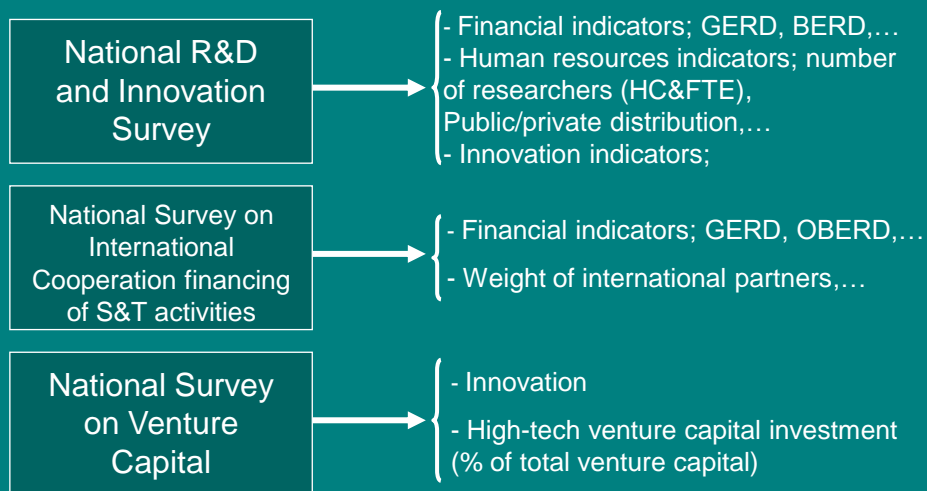 National R&D
and Innovation
Survey
- Financial indicators; GERD, BERD,…
- Human resources indicators; number
of researchers (HC&FTE),
Public/private distribution,…
- Innovation indicators;
National Survey on
International
Cooperation financing
of S&T activities
- Financial indicators; GERD, OBERD,…
- Weight of international partners,…
National Survey
on Venture
Capital
- Innovation
- High-tech venture capital investment
(% of total venture capital)